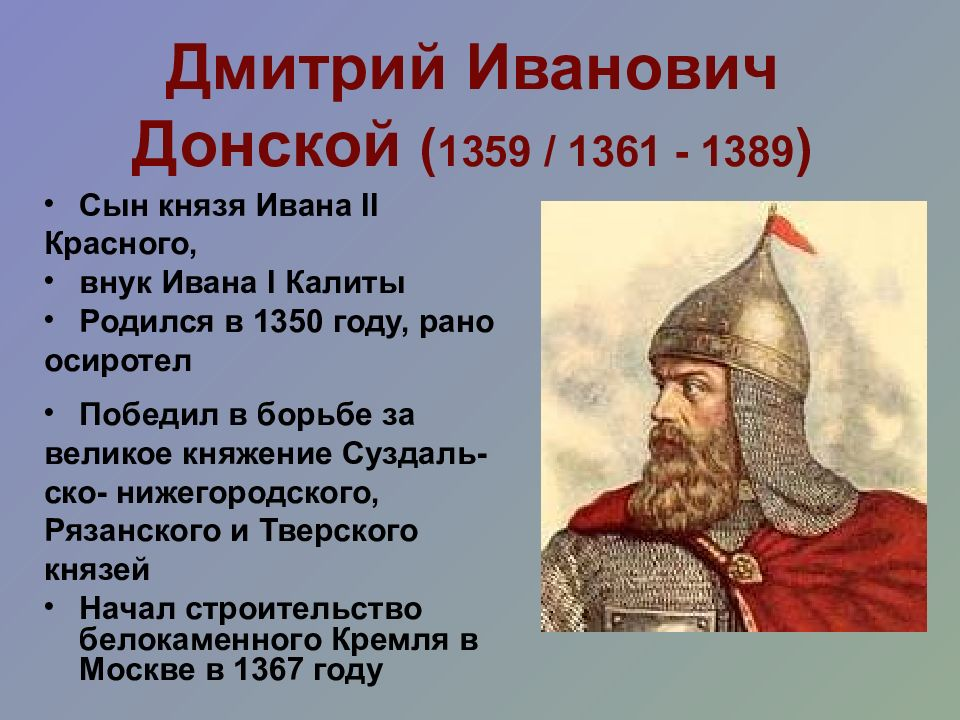 Дмитрий Иванович
Донской (1359 / 1361 - 1389)
• Сын князя Ивана II
Красного,
• внук Ивана I Калиты
• Родился в 1350 году, рано
осиротел
• Победил в борьбе за
великое княжение Суздаль-
ско- нижегородского,
Рязанского и Тверского
князей
• Начал строительство
белокаменного Кремля в
Москве в 1367 году